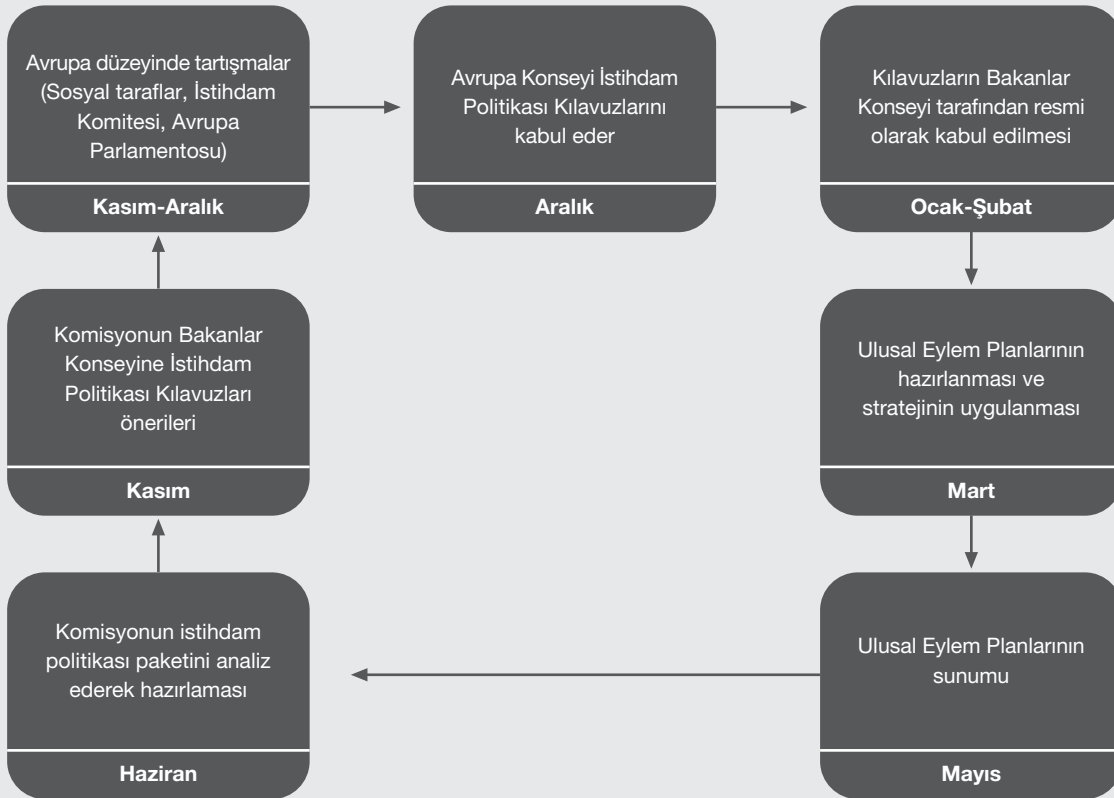 Avrupa düzeyinde tartışmalar
(Sosyal taraflar, İstihdam
Komitesi, Avrupa
Parlamentosu)
Kasım-Aralık
Avrupa Konseyi İstihdam
Politikası Kılavuzlarını
kabul eder
Aralık
Kılavuzların Bakanlar
Konseyi tarafından resmi
olarak kabul edilmesi
Ocak-Şubat
Komisyonun Bakanlar
Konseyine İstihdam
Politikası Kılavuzları
önerileri
Kasım
Ulusal Eylem Planlarının
hazırlanması ve
stratejinin uygulanması
Mart
Komisyonun istihdam
politikası paketini analiz
ederek hazırlaması
Haziran
Ulusal Eylem Planlarının
sunumu
Mayıs